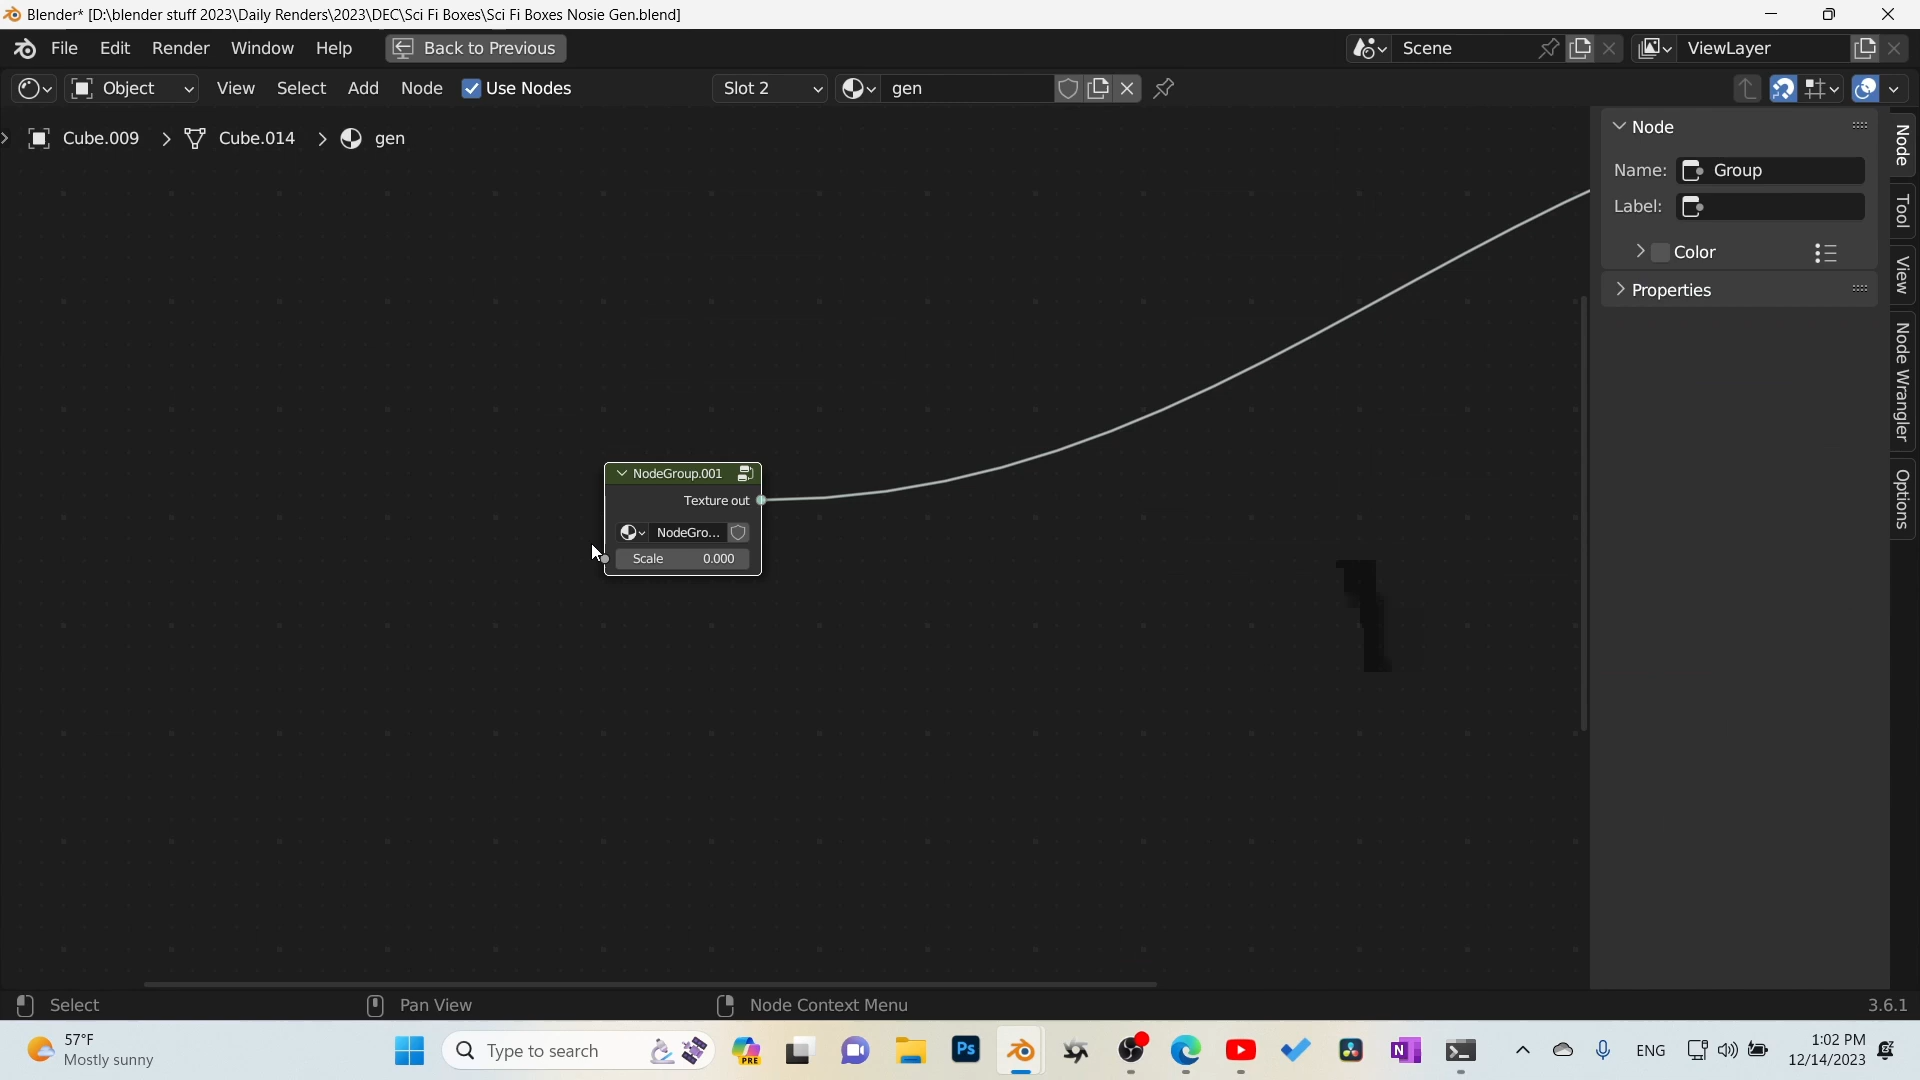 Blender* [D:\blender stuff 2023\Daily Renders\2023\DEC\Sci Fi Boxes\Sci Fi Boxes Nosie Gen.blend]
File Edit Render Window Help Back to Previous Scene ViewLayer
Object View Select Add Node Use Nodes Slot 2 gen
Cube.009 Cube.014 gen
Node
Name: Group
Label:
Color
Properties
Node
Tool
View
Node Wrangler
Options
NodeGroup.001
Texture out
NodeGro...
Scale 0.000
Select Pan View Node Context Menu 3.6.1
57°F
Mostly sunny
Type to search
PRE
Ps
N
ENG
1:02 PM
12/14/2023